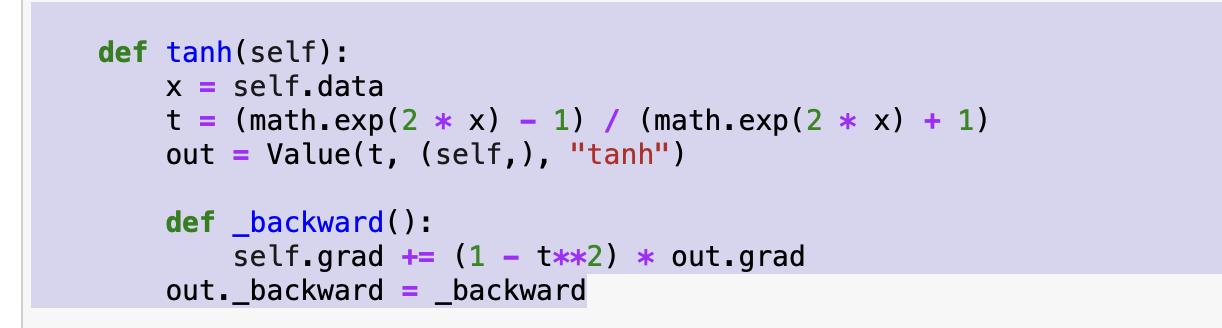 def tanh(self):
x = self.data
t = (math.exp(2 * x) - 1) / (math.exp(2 * x) + 1)
out = Value(t, (self,), "tanh")
def _backward():
self.grad += (1 - t**2) * out.grad
out._backward = _backward